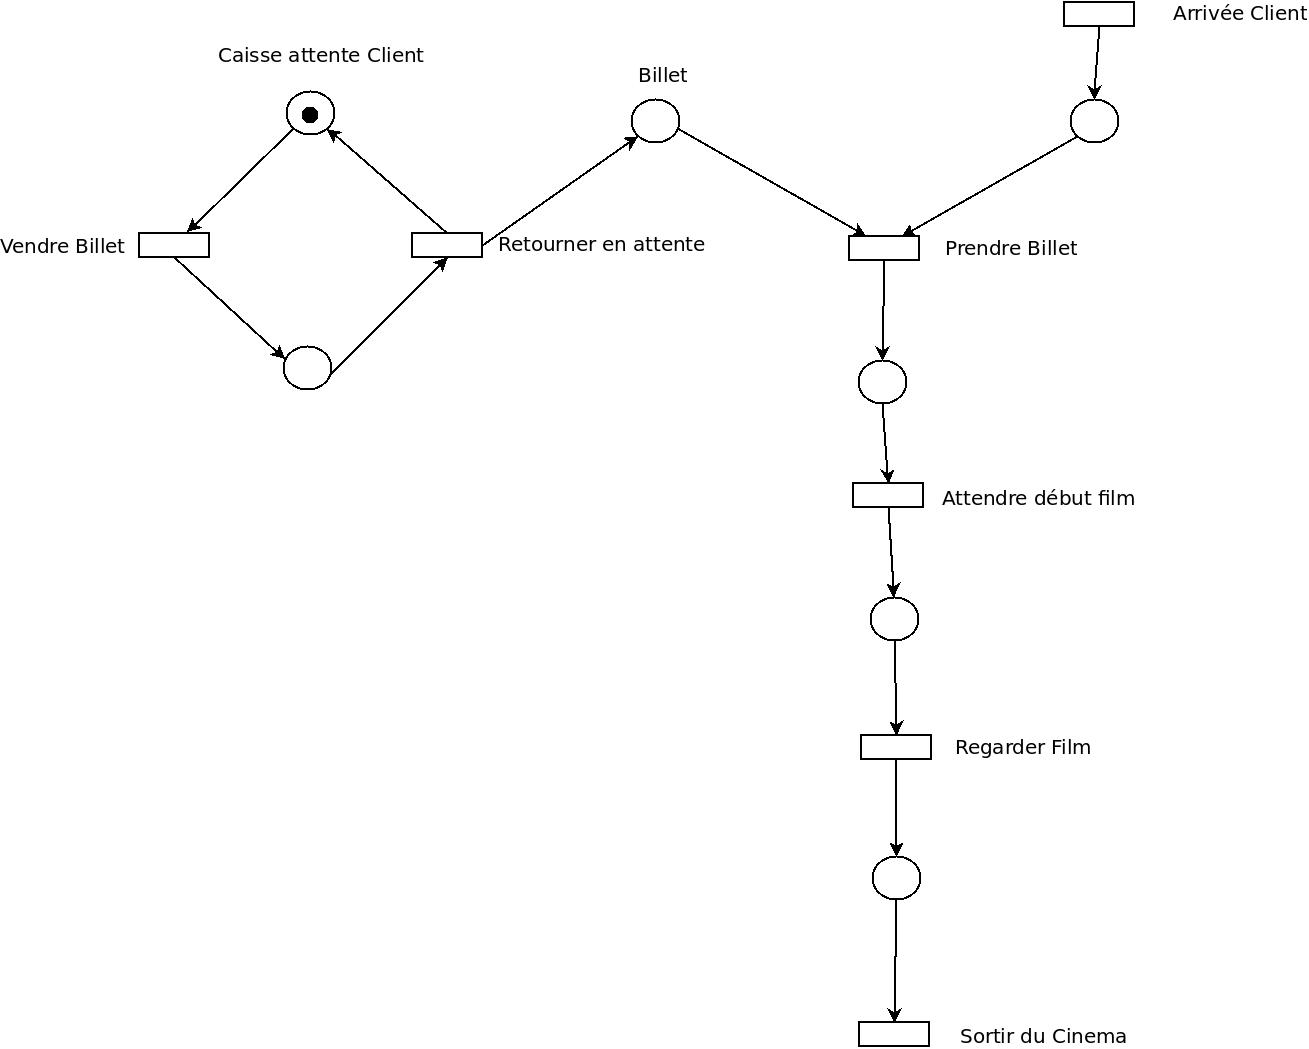 Arrivée Client
Caisse attente Client
Billet
Vendre Billet
Retourner en attente
Prendre Billet
Attendre début film
Regarder Film
Sortir du Cinema